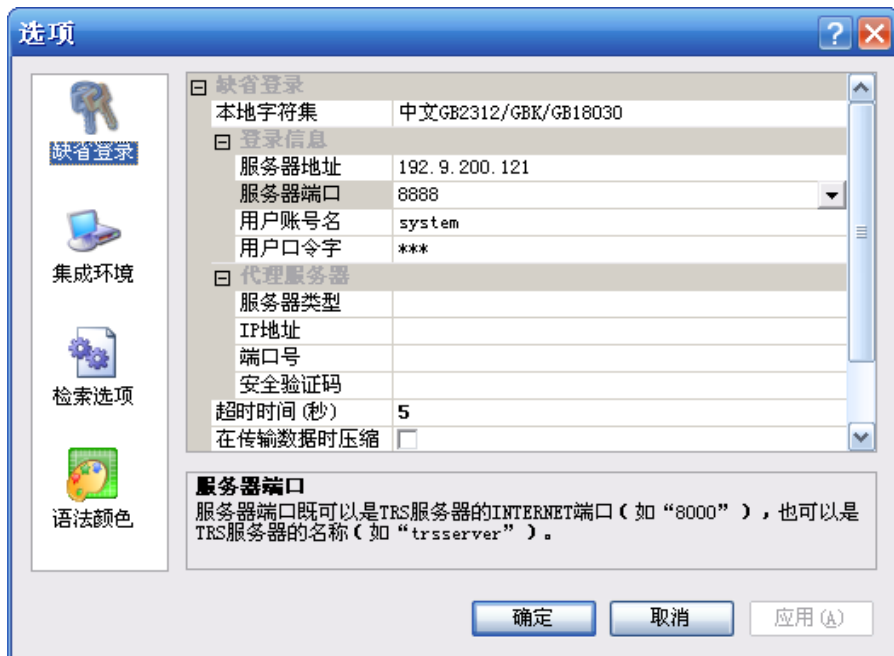 选项
缺省登录
集成环境
检索选项
语法颜色
缺省登录
本地字符集 中文GB2312/GBK/GB18030
登录信息
服务器地址 192.9.200.121
服务器端口 8888
用户账号名 system
用户口令字 ***
代理服务器
服务器类型
IP地址
端口号
安全验证码
超时时间(秒) 5
在传输数据时压缩
服务器端口
服务器端口既可以是TRS服务器的INTERNET端口(如“8000”),也可以是
TRS服务器的名称(如“trsserver”)。
确定 取消 应用(A)